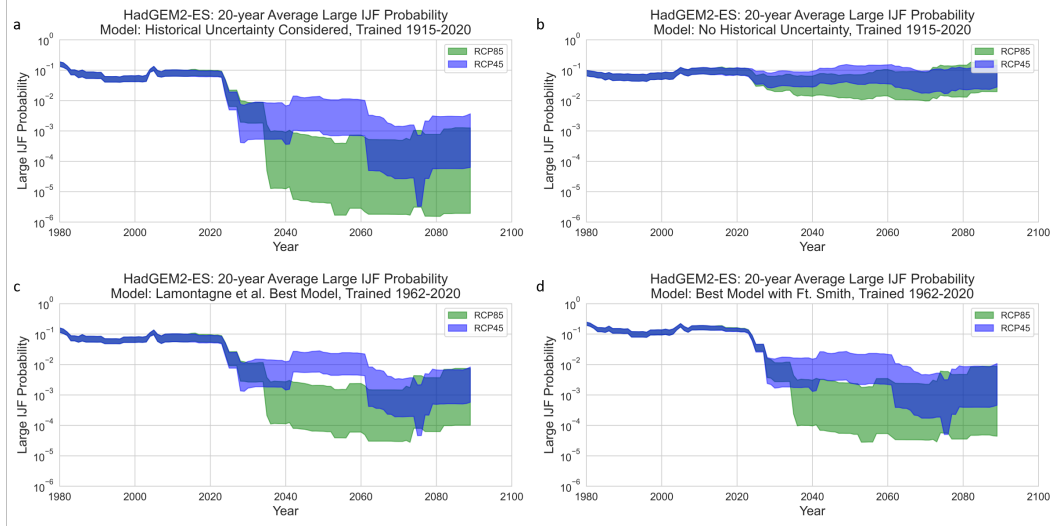 a
HadGEM2-ES: 20-year Average Large IJF Probability
Model: Historical Uncertainty Considered, Trained 1915-2020
10⁰
10⁻¹
10⁻²
10⁻³
10⁻⁴
10⁻⁵
10⁻⁶
Large IJF Probability
1980 2000 2020 2040 2060 2080 2100
Year
RCP85
RCP45
b
HadGEM2-ES: 20-year Average Large IJF Probability
Model: No Historical Uncertainty, Trained 1915-2020
10⁰
10⁻¹
10⁻²
10⁻³
10⁻⁴
10⁻⁵
10⁻⁶
Large IJF Probability
1980 2000 2020 2040 2060 2080 2100
Year
RCP85
RCP45
c
HadGEM2-ES: 20-year Average Large IJF Probability
Model: Lamontagne et al. Best Model, Trained 1962-2020
10⁰
10⁻¹
10⁻²
10⁻³
10⁻⁴
10⁻⁵
10⁻⁶
Large IJF Probability
1980 2000 2020 2040 2060 2080 2100
Year
RCP85
RCP45
d
HadGEM2-ES: 20-year Average Large IJF Probability
Model: Best Model with Ft. Smith, Trained 1962-2020
10⁰
10⁻¹
10⁻²
10⁻³
10⁻⁴
10⁻⁵
10⁻⁶
Large IJF Probability
1980 2000 2020 2040 2060 2080 2100
Year
RCP85
RCP45